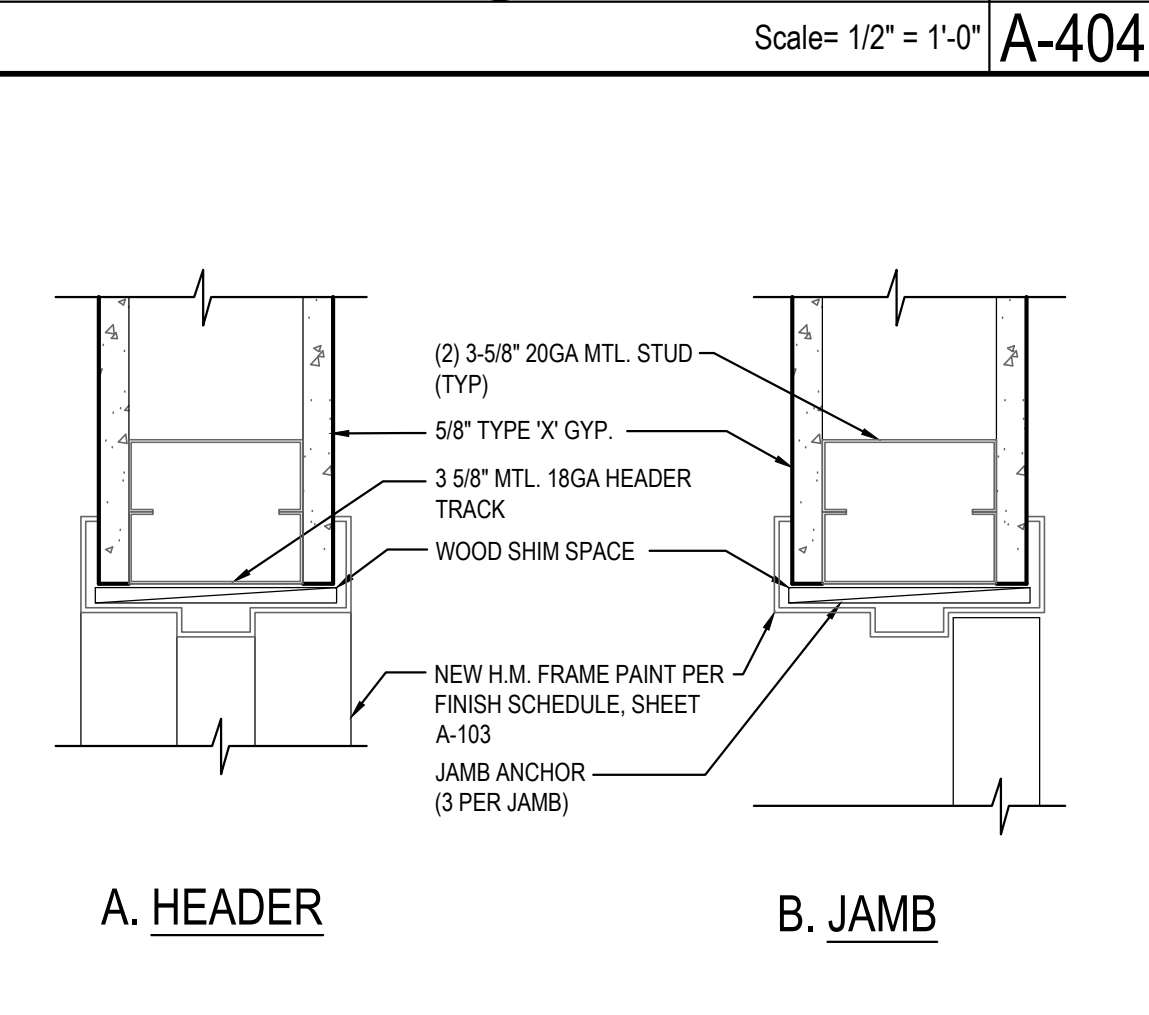 Scale= 1/2" = 1'-0"
A-404
(2) 3-5/8" 20GA MTL. STUD
(TYP)
5/8" TYPE 'X' GYP.
3 5/8" MTL. 18GA HEADER
TRACK
WOOD SHIM SPACE
NEW H.M. FRAME PAINT PER
FINISH SCHEDULE, SHEET
A-103
JAMB ANCHOR
(3 PER JAMB)
A. HEADER
B. JAMB